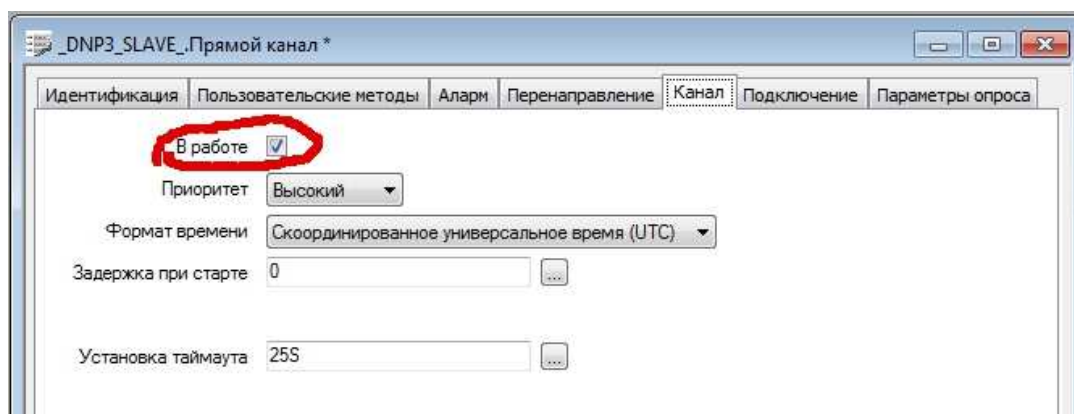 _DNP3_SLAVE_.Прямой канал *
Идентификация Пользовательские методы Аларм Перенаправление Канал Подключение Параметры опроса
В работе
Приоритет Высокий
Формат времени Скоординированное универсальное время (UTC)
Задержка при старте 0 ...
Установка таймаута 25S ...